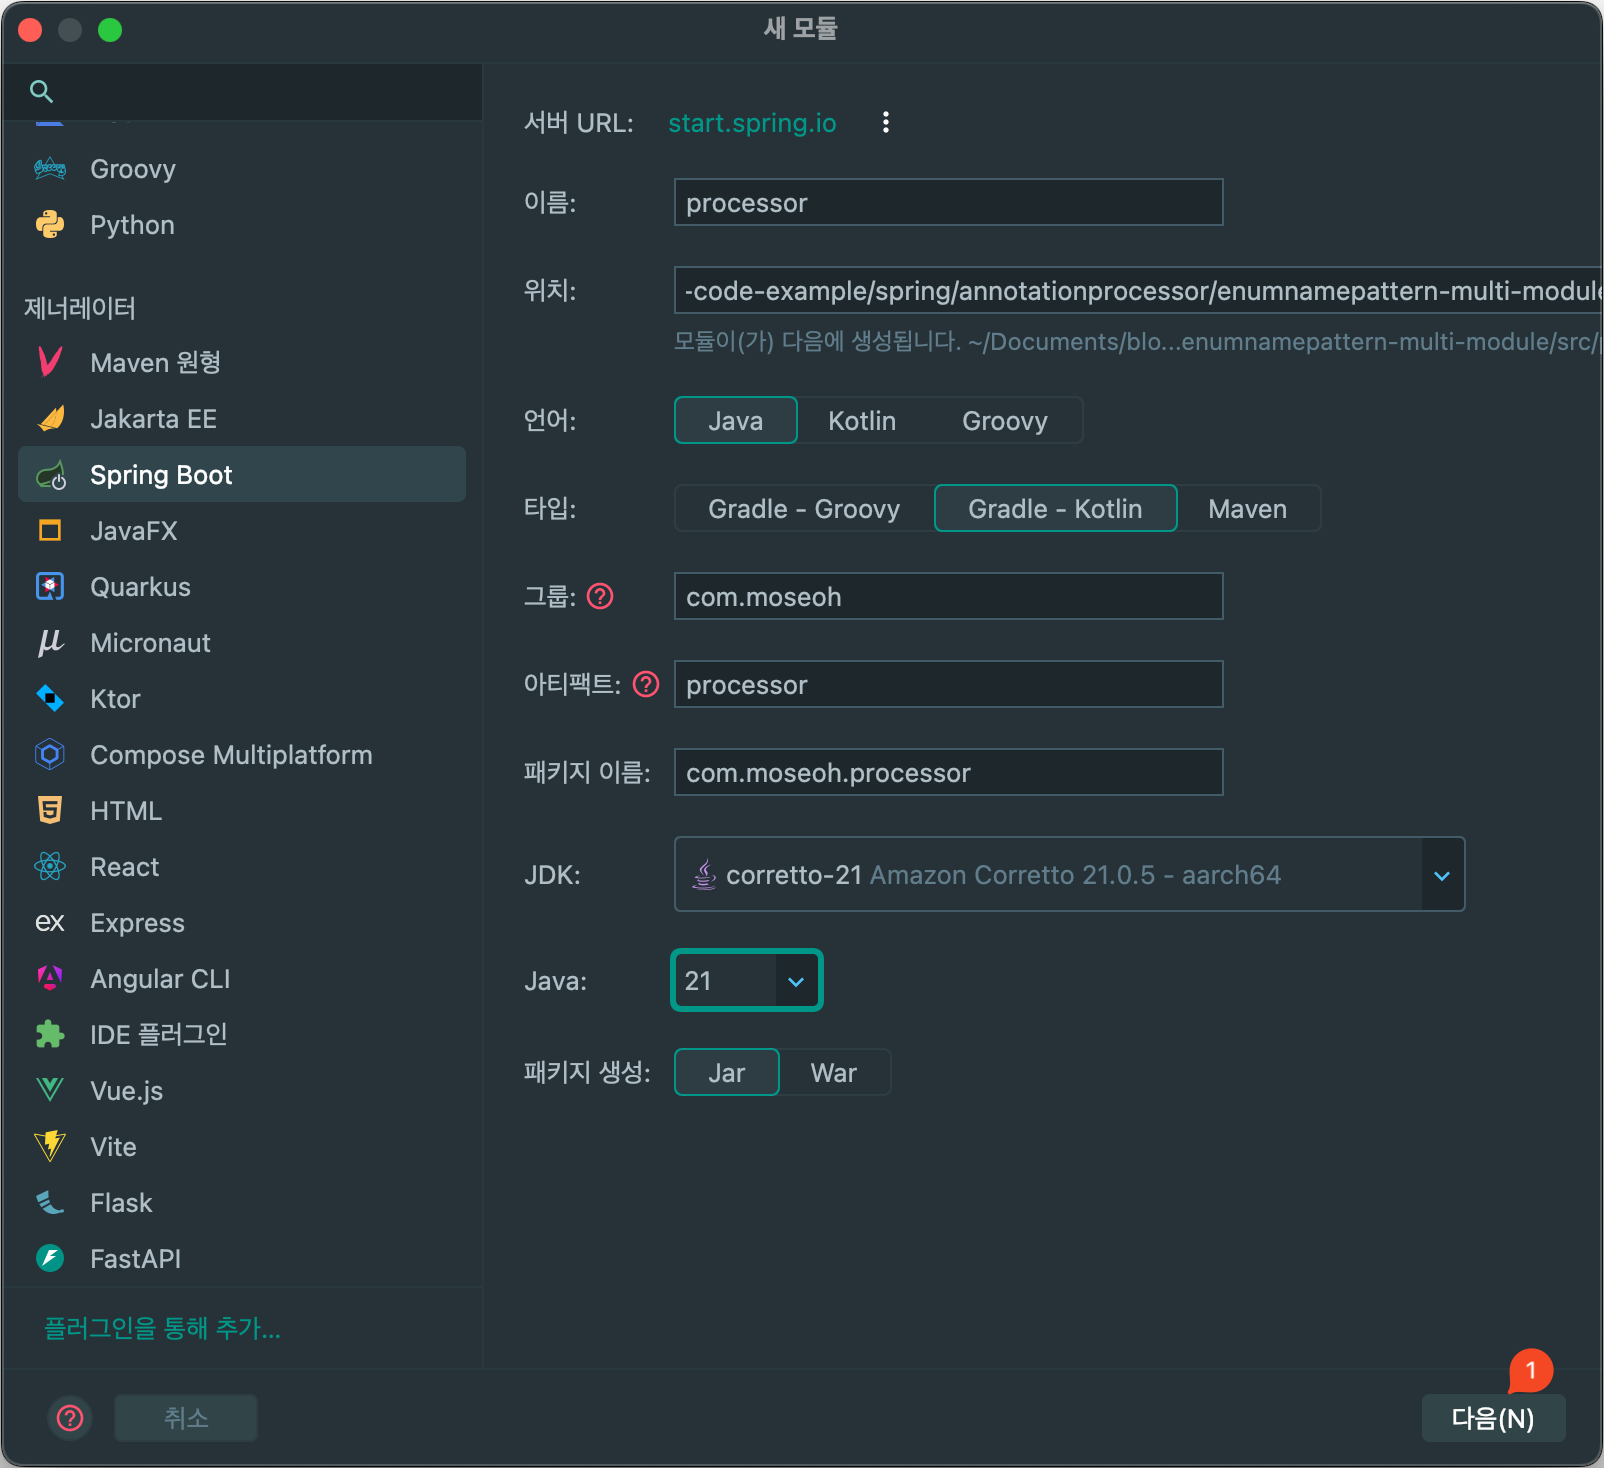 새 모듈
Groovy
Python
제너레이터
Maven 원형
Jakarta EE
Spring Boot
JavaFX
Quarkus
Micronaut
Ktor
Compose Multiplatform
HTML
React
ex Express
Angular CLI
IDE 플러그인
Vue.js
Vite
Flask
FastAPI
플러그인을 통해 추가...
서버 URL: start.spring.io
이름: processor
위치: -code-example/spring/annotationprocessor/enumnamepattern-multi-module
모듈이(가) 다음에 생성됩니다. ~/Documents/blo...enumnamepattern-multi-module/src/
언어: Java Kotlin Groovy
타입: Gradle - Groovy Gradle - Kotlin Maven
그룹: ? com.moseoh
아티팩트: ? processor
패키지 이름: com.moseoh.processor
JDK: corretto-21 Amazon Corretto 21.0.5 - aarch64
Java: 21
패키지 생성: Jar War
1
? 취소 다음(N)